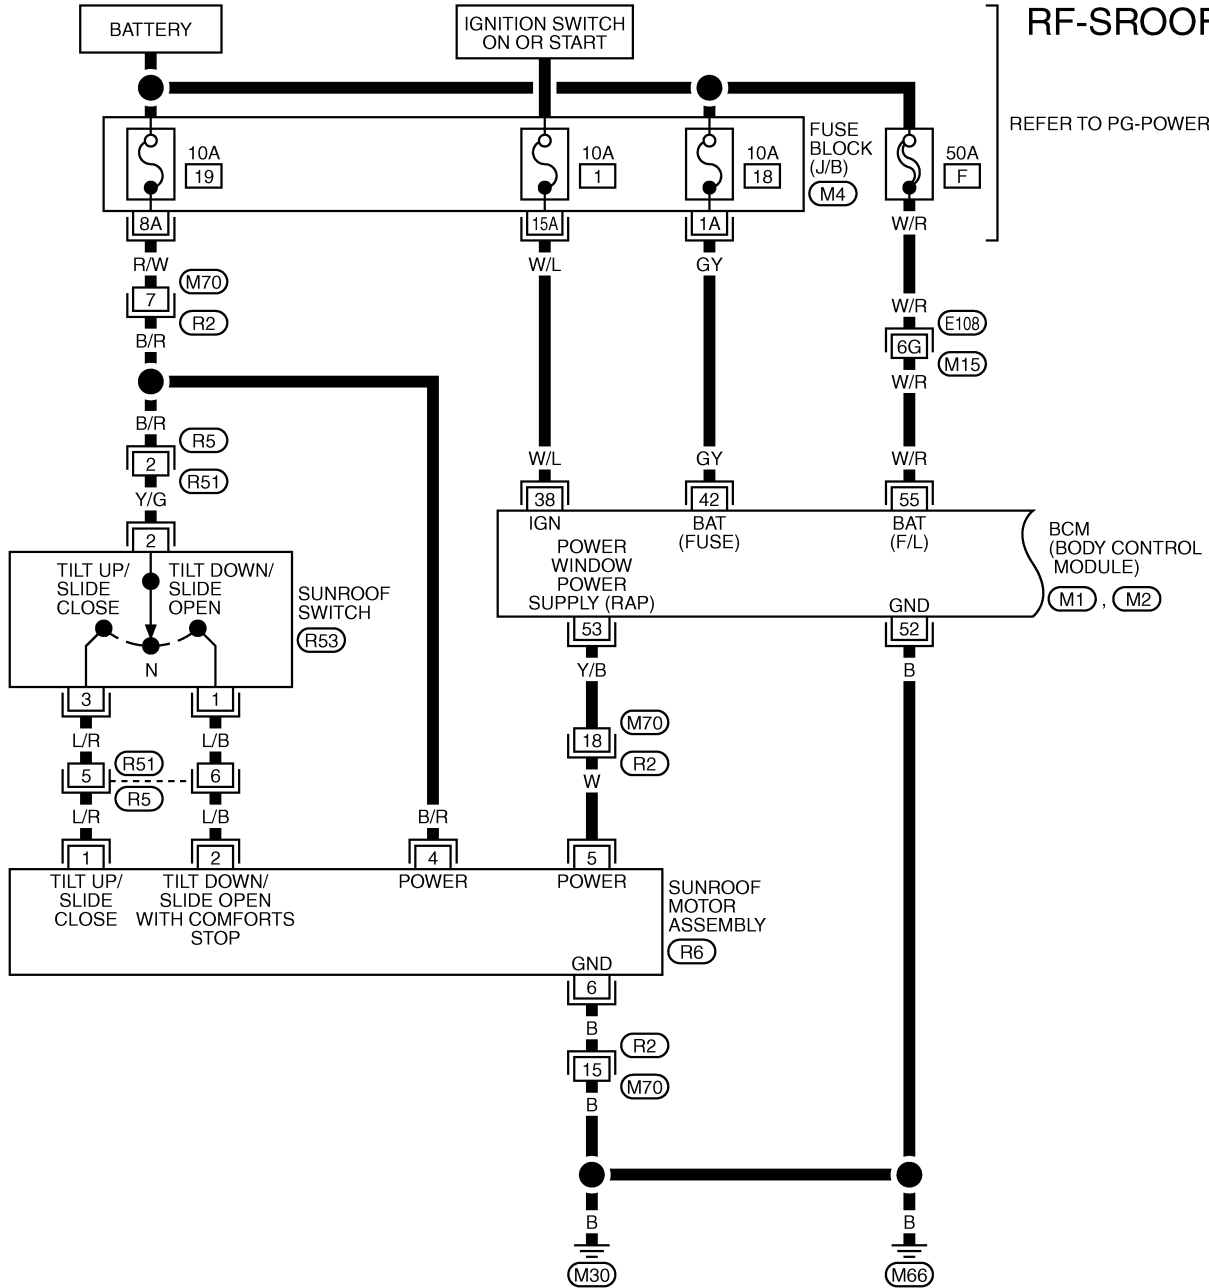 BATTERY
IGNITION SWITCH
ON OR START
RF-SROOF
REFER TO PG-POWER
10A
19
10A
1
10A
18
FUSE
BLOCK
(J/B)
M4
50A
F
8A
15A
1A
W/R
R/W
W/L
GY
M70
7
R2
B/R
W/R
E108
6G
M15
W/R
B/R
R5
2
R51
Y/G
W/L
GY
W/R
2
38
42
55
IGN
BAT
(FUSE)
BAT
(F/L)
BCM
(BODY CONTROL
MODULE)
M1 , M2
POWER
WINDOW
POWER
SUPPLY (RAP)
GND
TILT UP/
SLIDE
CLOSE
TILT DOWN/
SLIDE
OPEN
N
SUNROOF
SWITCH
R53
53
52
Y/B
B
3
1
L/R
L/B
M70
18
R2
W
5
R51
R5
6
L/R
L/B
B/R
1
2
4
5
TILT UP/
SLIDE
CLOSE
TILT DOWN/
SLIDE OPEN
WITH COMFORTS
STOP
POWER
POWER
SUNROOF
MOTOR
ASSEMBLY
R6
GND
6
B
R2
15
M70
B
B
B
M30
M66